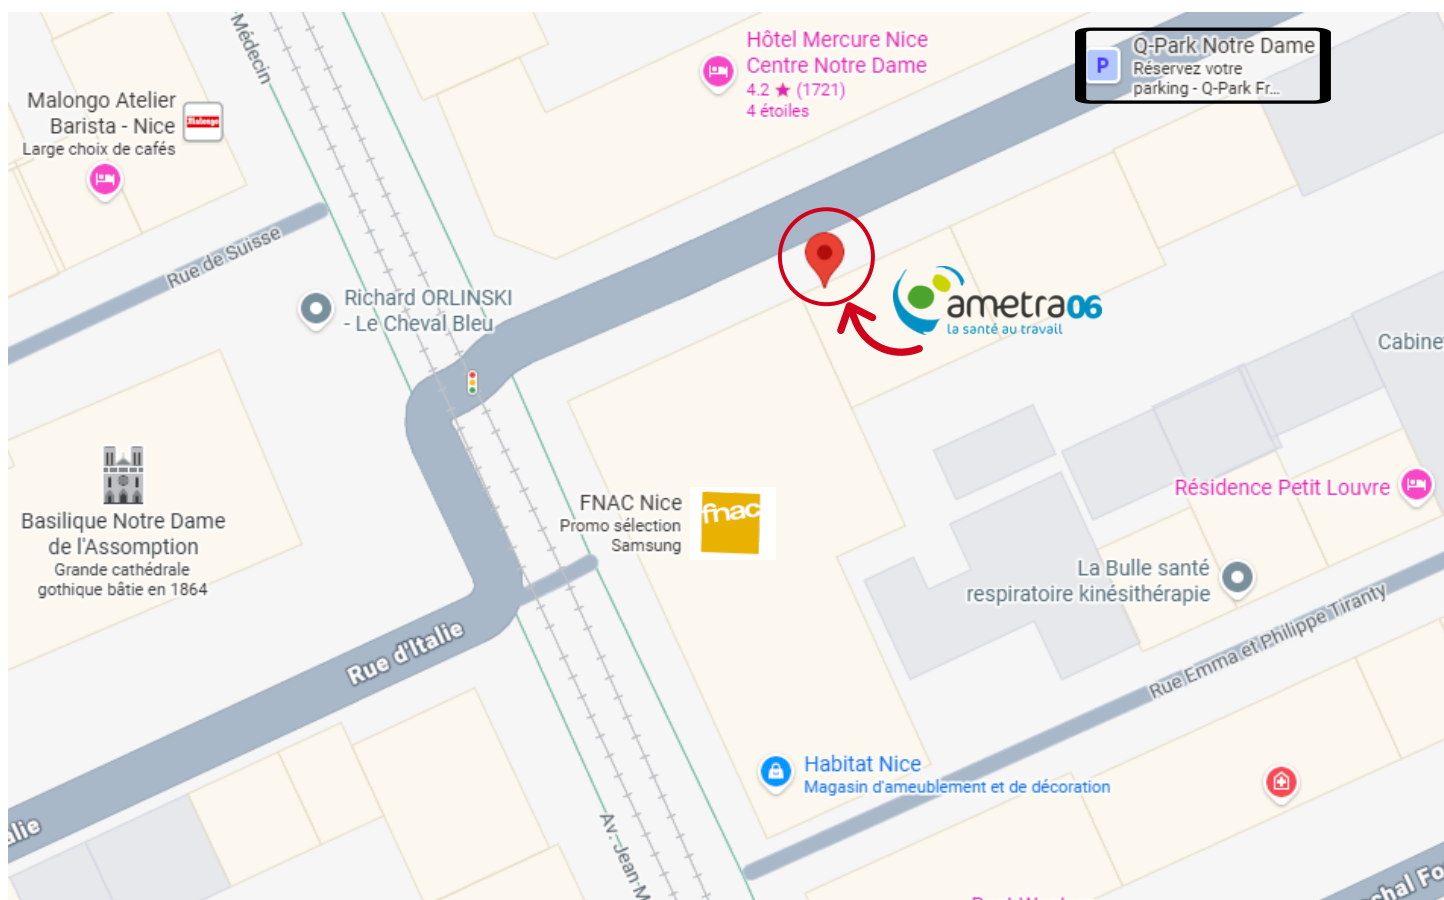 Médecin
Hôtel Mercure Nice
Centre Notre Dame
4.2 ★ (1721)
4 étoiles
P
Q-Park Notre Dame
Réservez votre
parking - Q-Park Fr...
Malongo Atelier
Barista - Nice
Large choix de cafés
Malongo
Rue de Suisse
Richard ORLINSKI
- Le Cheval Bleu
ametra06
la santé au travail
Cabine
Basilique Notre Dame
de l'Assomption
Grande cathédrale
gothique bâtie en 1864
FNAC Nice
Promo sélection
Samsung
fnac
Résidence Petit Louvre
La Bulle santé
respiratoire kinésithérapie
Rue Emma et Philippe Tiranty
Rue d'Italie
Habitat Nice
Magasin d'ameublement et de décoration
alie
Av. Jean M
chal Fo